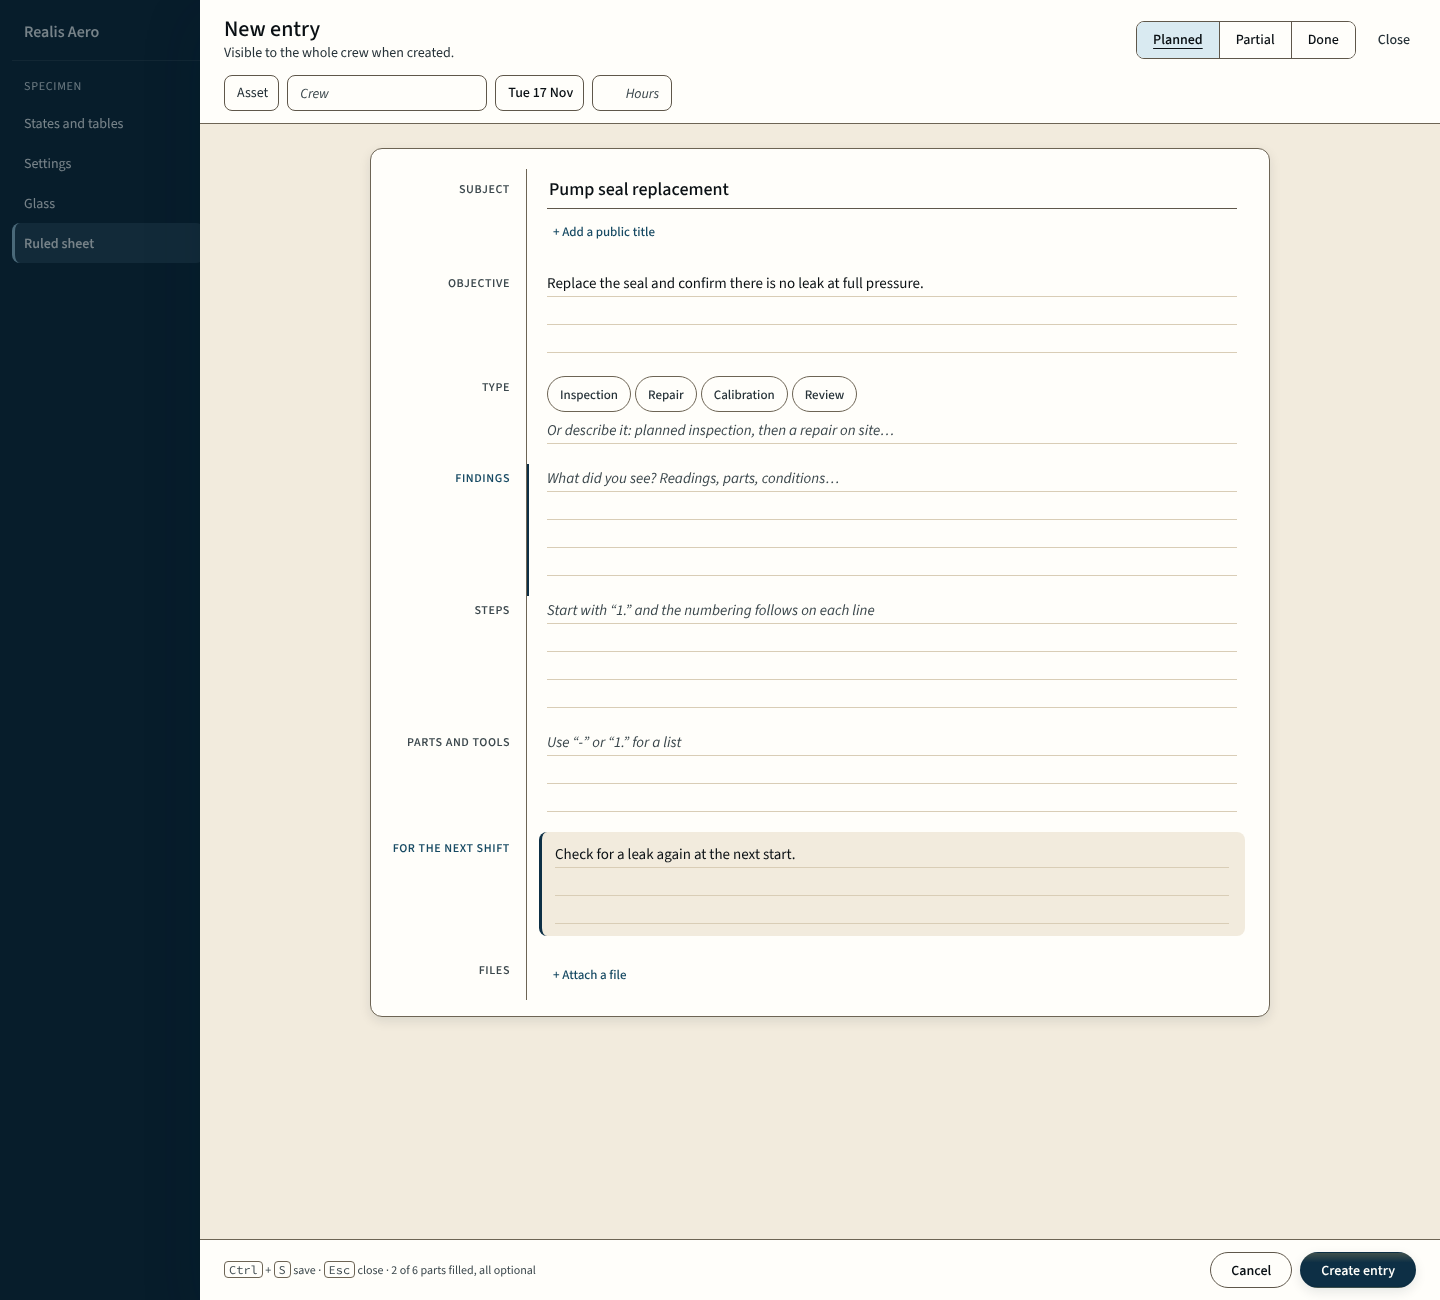 Realis Aero
SPECIMEN
States and tables
Settings
Glass
Ruled sheet
New entry
Visible to the whole crew when created.
Planned Partial Done Close
Asset Crew Tue 17 Nov Hours
SUBJECT Pump seal replacement
+ Add a public title
OBJECTIVE Replace the seal and confirm there is no leak at full pressure.
TYPE Inspection Repair Calibration Review
Or describe it: planned inspection, then a repair on site…
FINDINGS What did you see? Readings, parts, conditions…
STEPS Start with “1.” and the numbering follows on each line
PARTS AND TOOLS Use “-” or “1.” for a list
FOR THE NEXT SHIFT Check for a leak again at the next start.
FILES + Attach a file
Ctrl + S save · Esc close · 2 of 6 parts filled, all optional
Cancel Create entry